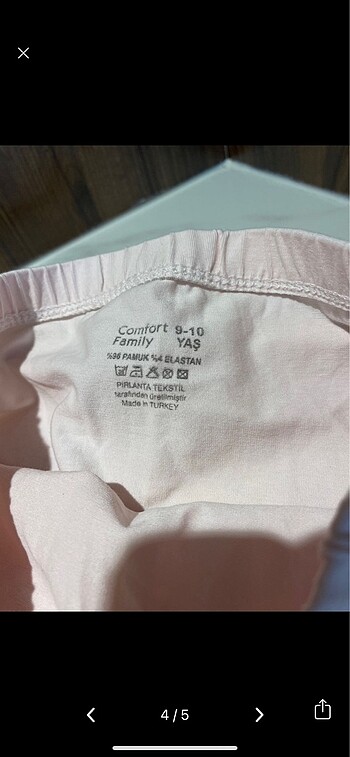 Comfort 9-10
Family YAŞ
%96 PAMUK %4 ELASTAN
PIRLANTA TEKSTİL
tarafından üretilmiştir
Made in TURKEY
4 / 5